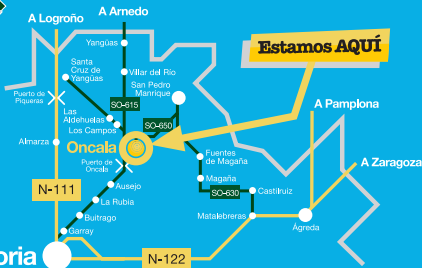 A Logroño
A Arnedo
Yangüas
Estamos AQUÍ
Santa
Cruz de
Yangüas
Villar del Río
San Pedro
Manrique
Puerto de
Piqueras
SO-615
A Pamplona
Las
Aldehuelas
Los Campos
SO-650
Almarza
Oncala
Fuentes
de Magaña
A Zaragoza
Puerto de
Oncala
Magaña
N-111
Ausejo
SO-630
Castilruiz
La Rubia
Buitrago
Matalebreras
Garray
Ágreda
oria
N-122